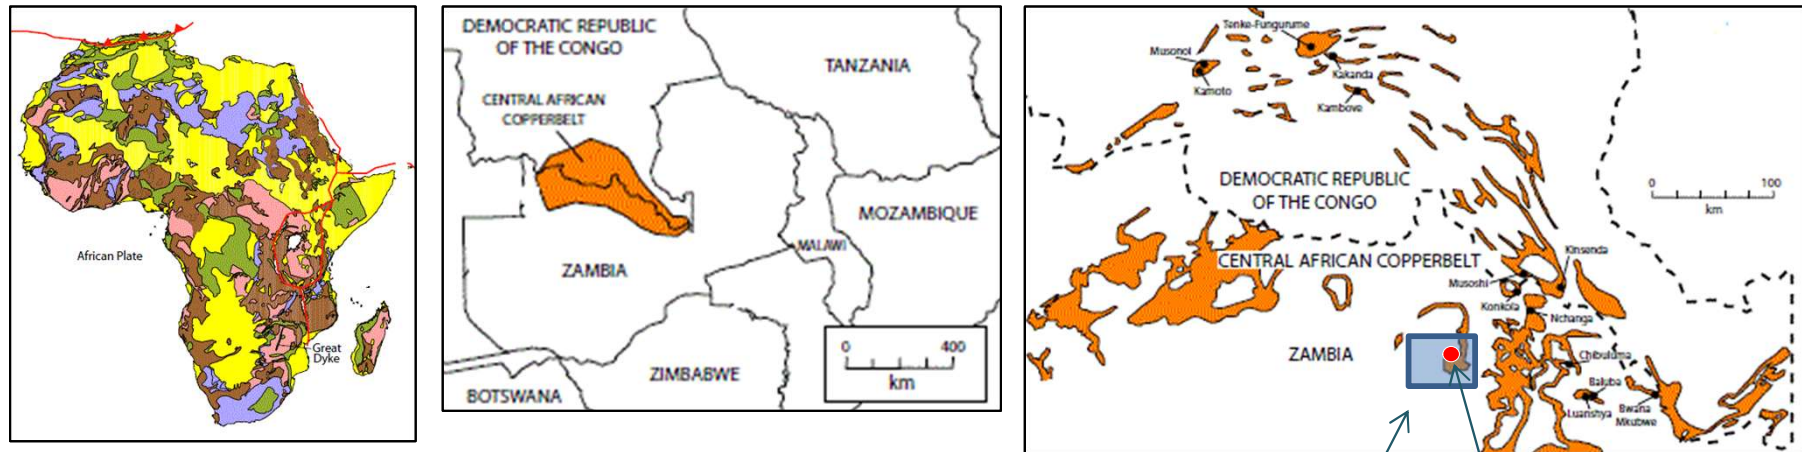 African Plate
Great
Dyke
DEMOCRATIC REPUBLIC
OF THE CONGO
TANZANIA
CENTRAL AFRICAN
COPPERBELT
MOZAMBIQUE
MALAWI
ZAMBIA
ZIMBABWE
BOTSWANA
0
400
km
Tenke-Fungurume
Musonoi
Kakanda
Kamoto
Kambove
DEMOCRATIC REPUBLIC
OF THE CONGO
0
100
km
CENTRAL AFRICAN COPPERBELT
Kinsenda
Musoshi
Konkola
Nchanga
ZAMBIA
Chibuluma
Baluba
Luanshya
Bwana
Mkubwe